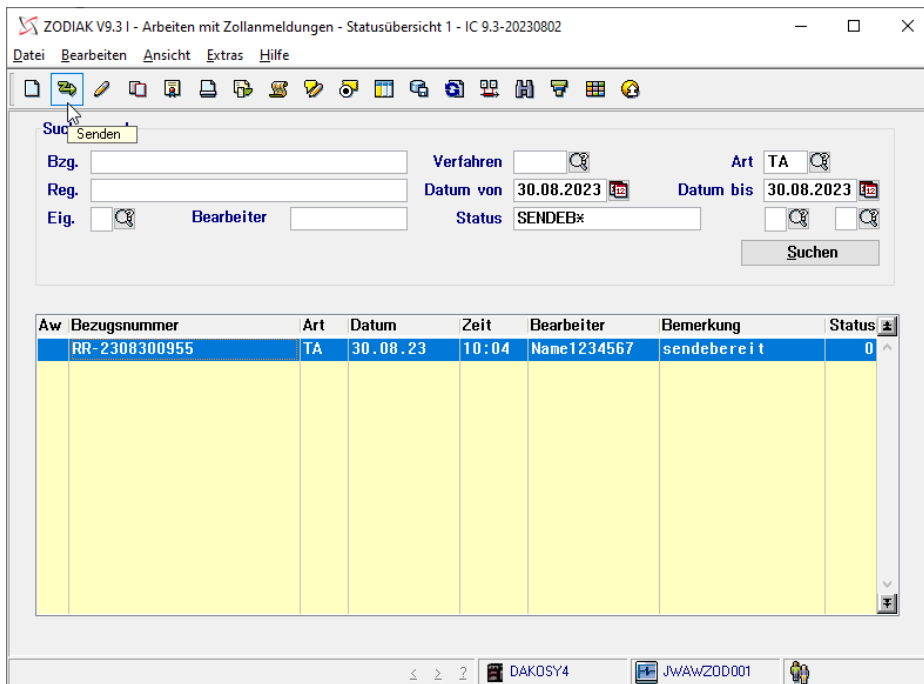 ZODIAK V9.3 I - Arbeiten mit Zollanmeldungen - Statusübersicht 1 - IC 9.3-20230802
Datei Bearbeiten Ansicht Extras Hilfe
Suc
Senden
Bzg. Verfahren Art TA
Reg. Datum von 30.08.2023 12 Datum bis 30.08.2023 12
Eig. Bearbeiter Status SENDEB*
Suchen
Aw Bezugsnummer Art Datum Zeit Bearbeiter Bemerkung Status
RR-2308300955 TA 30.08.23 10:04 Name1234567 sendebereit 0
< > ? DAKOSY4 JWAWZOD001